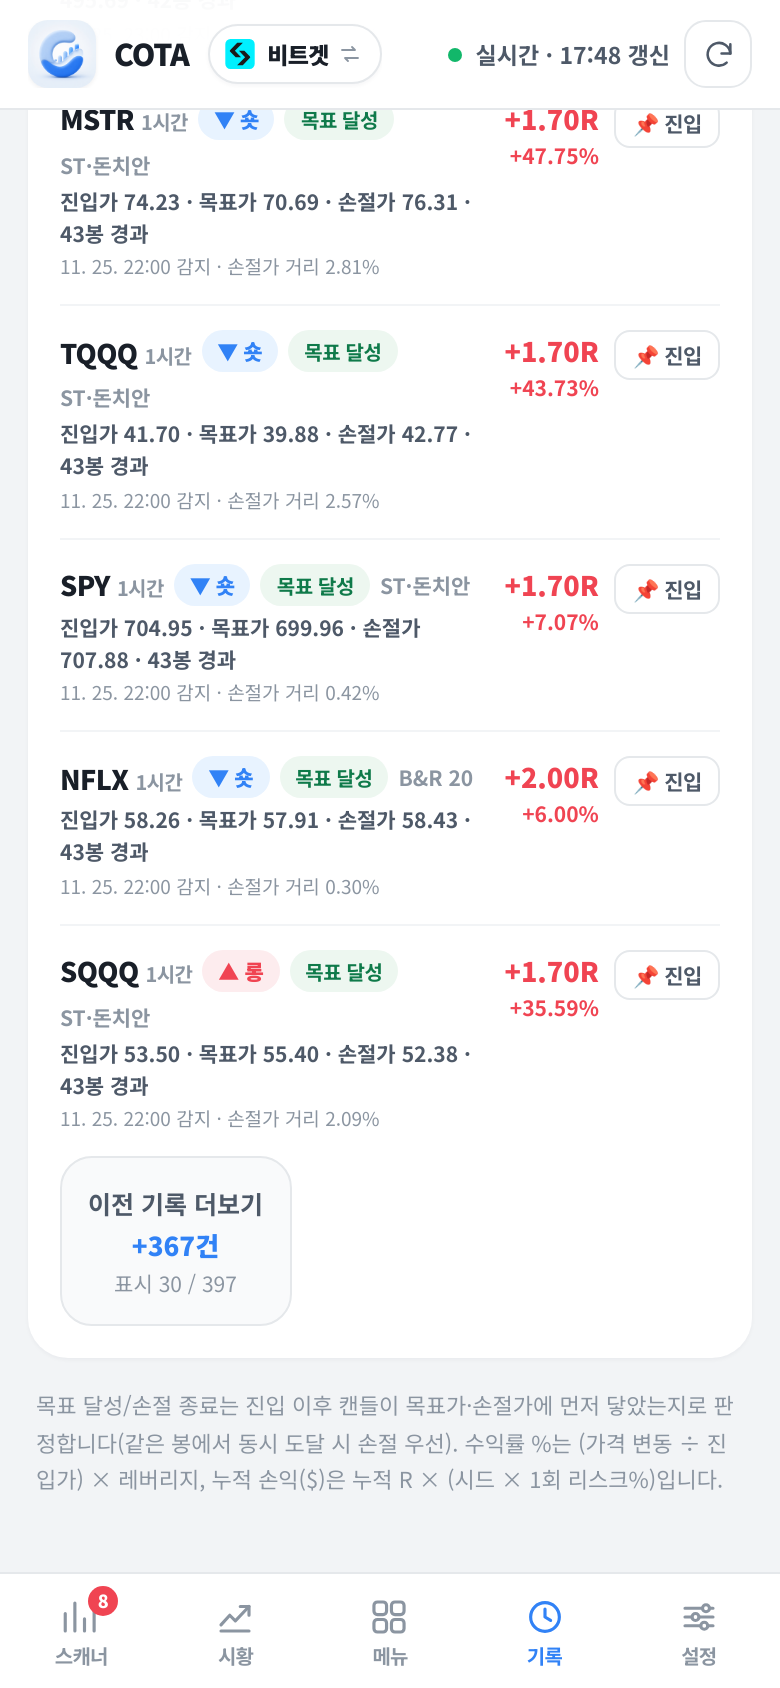 COTA 비트겟 실시간 · 17:48 갱신
MSTR 1시간 ▼ 숏 목표 달성 +1.70R 📌 진입
+47.75%
ST·돈치안
진입가 74.23 · 목표가 70.69 · 손절가 76.31 ·
43봉 경과
11. 25. 22:00 감지 · 손절가 거리 2.81%
TQQQ 1시간 ▼ 숏 목표 달성 +1.70R 📌 진입
+43.73%
ST·돈치안
진입가 41.70 · 목표가 39.88 · 손절가 42.77 ·
43봉 경과
11. 25. 22:00 감지 · 손절가 거리 2.57%
SPY 1시간 ▼ 숏 목표 달성 ST·돈치안 +1.70R 📌 진입
+7.07%
진입가 704.95 · 목표가 699.96 · 손절가
707.88 · 43봉 경과
11. 25. 22:00 감지 · 손절가 거리 0.42%
NFLX 1시간 ▼ 숏 목표 달성 B&R 20 +2.00R 📌 진입
+6.00%
진입가 58.26 · 목표가 57.91 · 손절가 58.43 ·
43봉 경과
11. 25. 22:00 감지 · 손절가 거리 0.30%
SQQQ 1시간 ▲ 롱 목표 달성 +1.70R 📌 진입
+35.59%
ST·돈치안
진입가 53.50 · 목표가 55.40 · 손절가 52.38 ·
43봉 경과
11. 25. 22:00 감지 · 손절가 거리 2.09%
이전 기록 더보기
+367건
표시 30 / 397
목표 달성/손절 종료는 진입 이후 캔들이 목표가·손절가에 먼저 닿았는지로 판
정합니다(같은 봉에서 동시 도달 시 손절 우선). 수익률 %는 (가격 변동 ÷ 진
입가) × 레버리지, 누적 손익($)은 누적 R × (시드 × 1회 리스크%)입니다.
8
스캐너 시황 메뉴 기록 설정